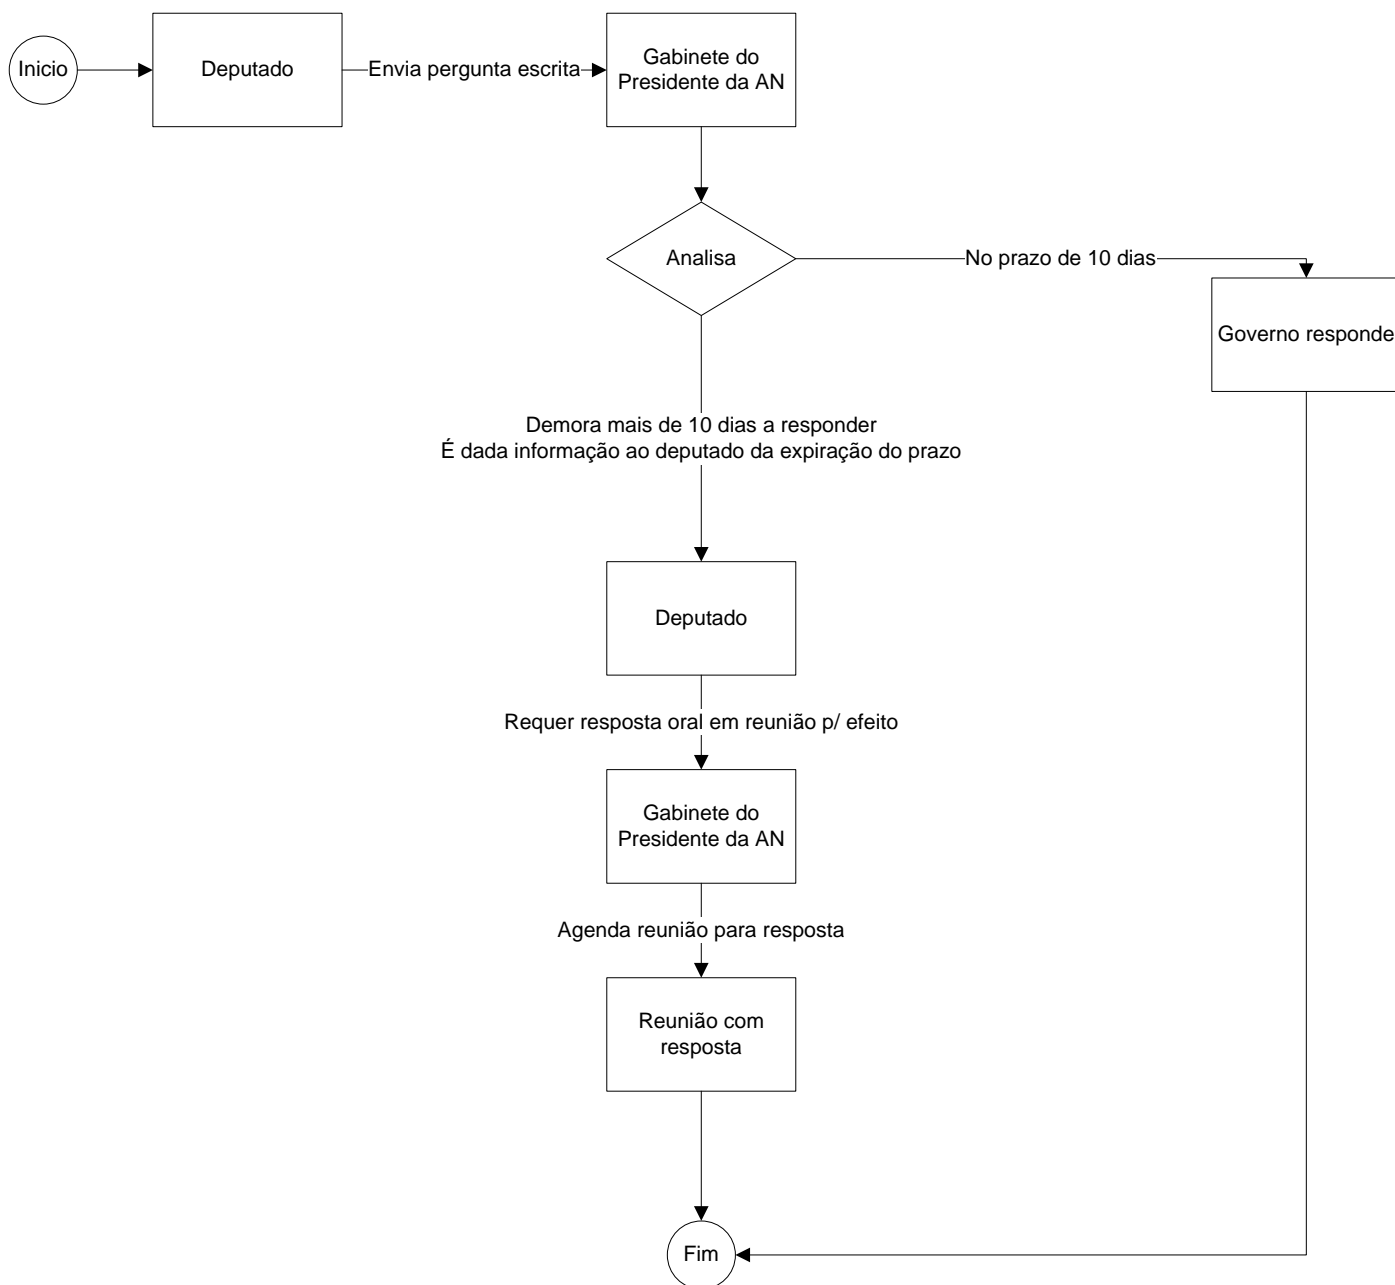 Inicio
Deputado
Envia pergunta escrita
Gabinete do
Presidente da AN
Analisa
No prazo de 10 dias
Governo responde
Demora mais de 10 dias a responder
É dada informação ao deputado da expiração do prazo
Deputado
Requer resposta oral em reunião p/ efeito
Gabinete do
Presidente da AN
Agenda reunião para resposta
Reunião com
resposta
Fim